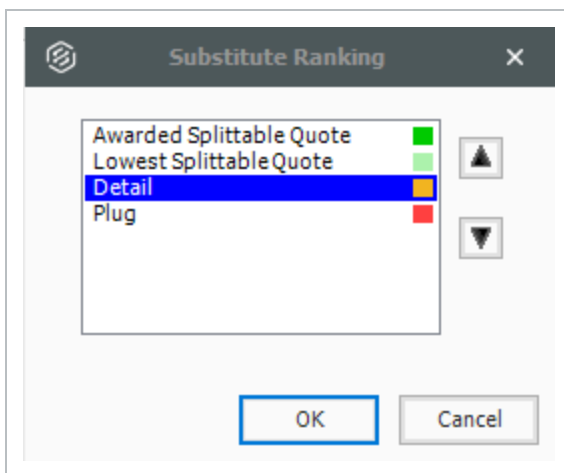 Substitute Ranking
Awarded Splittable Quote
Lowest Splittable Quote
Detail
Plug
OK
Cancel